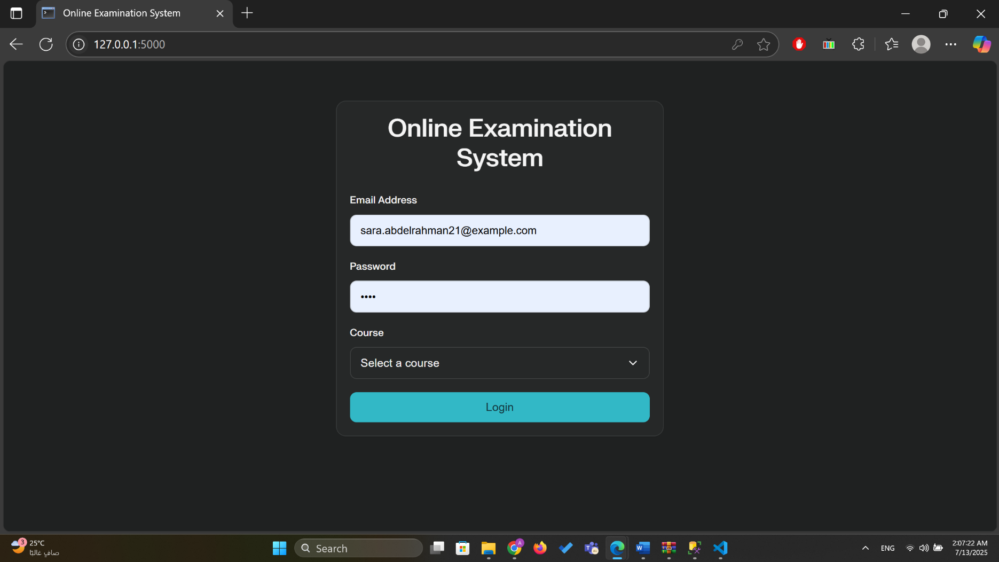 Online Examination System
127.0.0.1:5000
Online Examination
System
Email Address
sara.abdelrahman21@example.com
Password
••••
Course
Select a course
Login
3
25°C
صافٍ غالبًا
Search
A
ENG
2:07:22 AM
7/13/2025